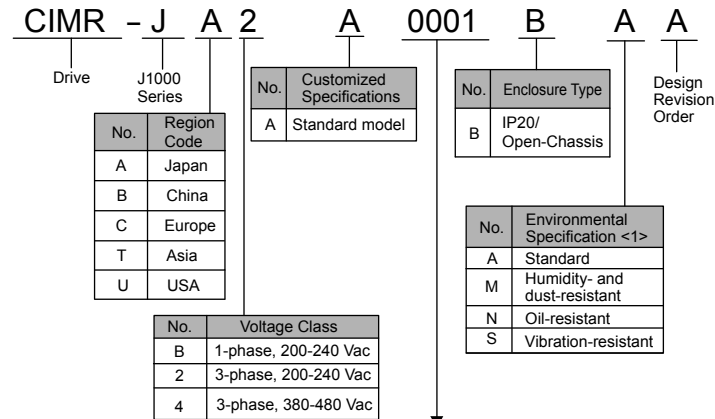 CIMR – J A 2 A 0001 B A A
Drive
J1000
Series
Design
Revision
Order
No. Region
Code
A Japan
B China
C Europe
T Asia
U USA
No. Customized
Specifications
A Standard model
No. Enclosure Type
B IP20/
Open-Chassis
No. Environmental
Specification <1>
A Standard
M Humidity- and
dust-resistant
N Oil-resistant
S Vibration-resistant
No. Voltage Class
B 1-phase, 200-240 Vac
2 3-phase, 200-240 Vac
4 3-phase, 380-480 Vac